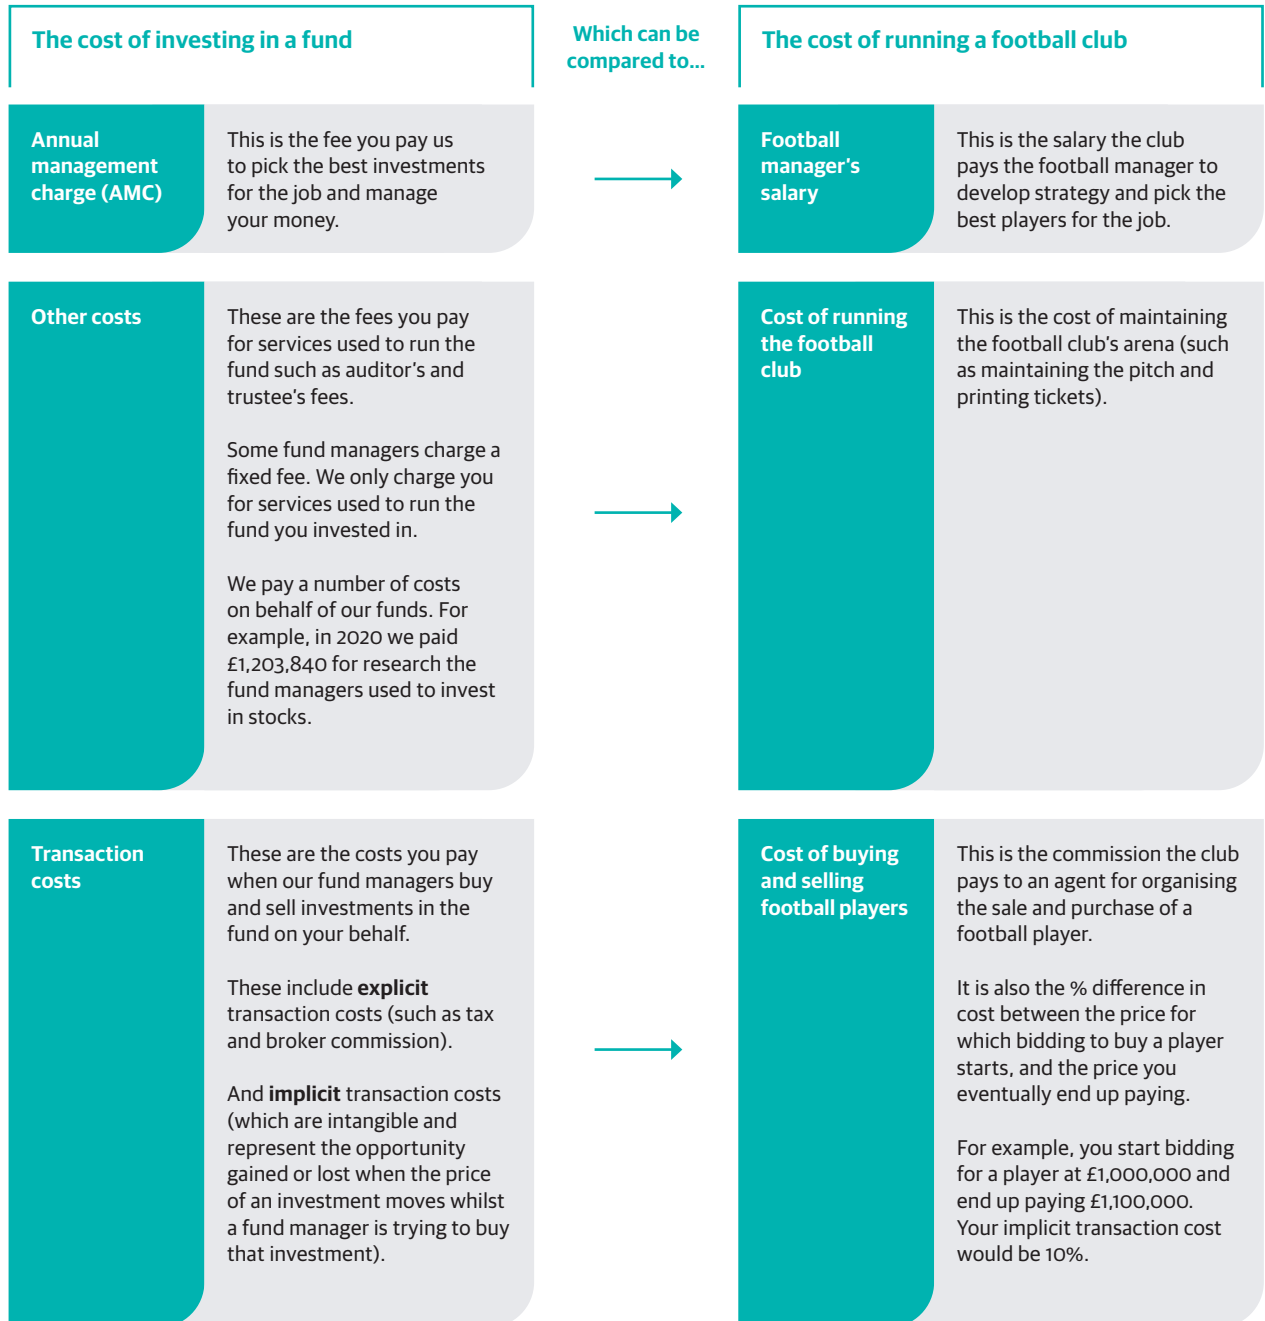 The cost of investing in a fund
Which can be
compared to...
The cost of running a football club
Annual
management
charge (AMC)
This is the fee you pay us
to pick the best investments
for the job and manage
your money.
Football
manager's
salary
This is the salary the club
pays the football manager to
develop strategy and pick the
best players for the job.
Other costs
These are the fees you pay
for services used to run the
fund such as auditor's and
trustee's fees.
Some fund managers charge a
fixed fee. We only charge you
for services used to run the
fund you invested in.
We pay a number of costs
on behalf of our funds. For
example, in 2020 we paid
£1,203,840 for research the
fund managers used to invest
in stocks.
Cost of running
the football
club
This is the cost of maintaining
the football club's arena (such
as maintaining the pitch and
printing tickets).
Transaction
costs
These are the costs you pay
when our fund managers buy
and sell investments in the
fund on your behalf.
These include explicit
transaction costs (such as tax
and broker commission).
And implicit transaction costs
(which are intangible and
represent the opportunity
gained or lost when the price
of an investment moves whilst
a fund manager is trying to buy
that investment).
Cost of buying
and selling
football players
This is the commission the club
pays to an agent for organising
the sale and purchase of a
football player.
It is also the % difference in
cost between the price for
which bidding to buy a player
starts, and the price you
eventually end up paying.
For example, you start bidding
for a player at £1,000,000 and
end up paying £1,100,000.
Your implicit transaction cost
would be 10%.